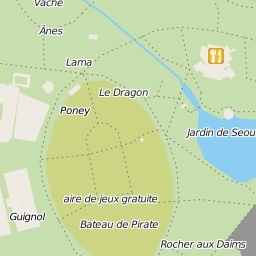 Vache
Ânes
Lama
Le Dragon
Poney
Jardin de Seou
aire de jeux gratuite
Guignol
Bateau de Pirate
Rocher aux Daims